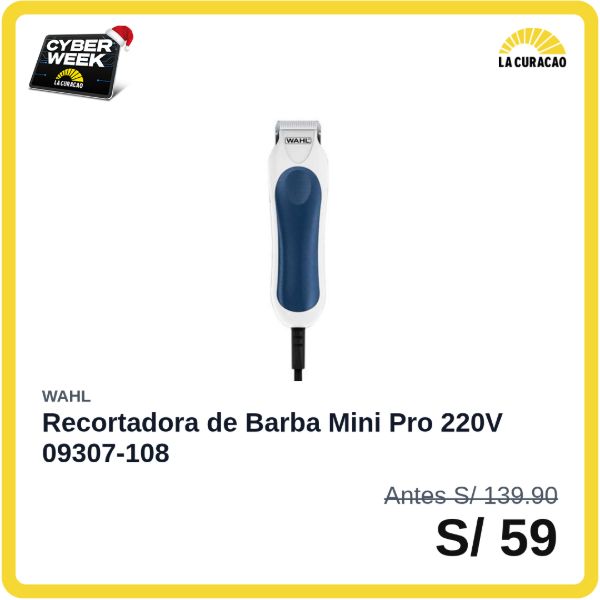 CYBER
WEEK
LA CURACAO
LA CURACAO
WAHL
WAHL
Recortadora de Barba Mini Pro 220V
09307-108
Antes S/ 139.90
S/ 59